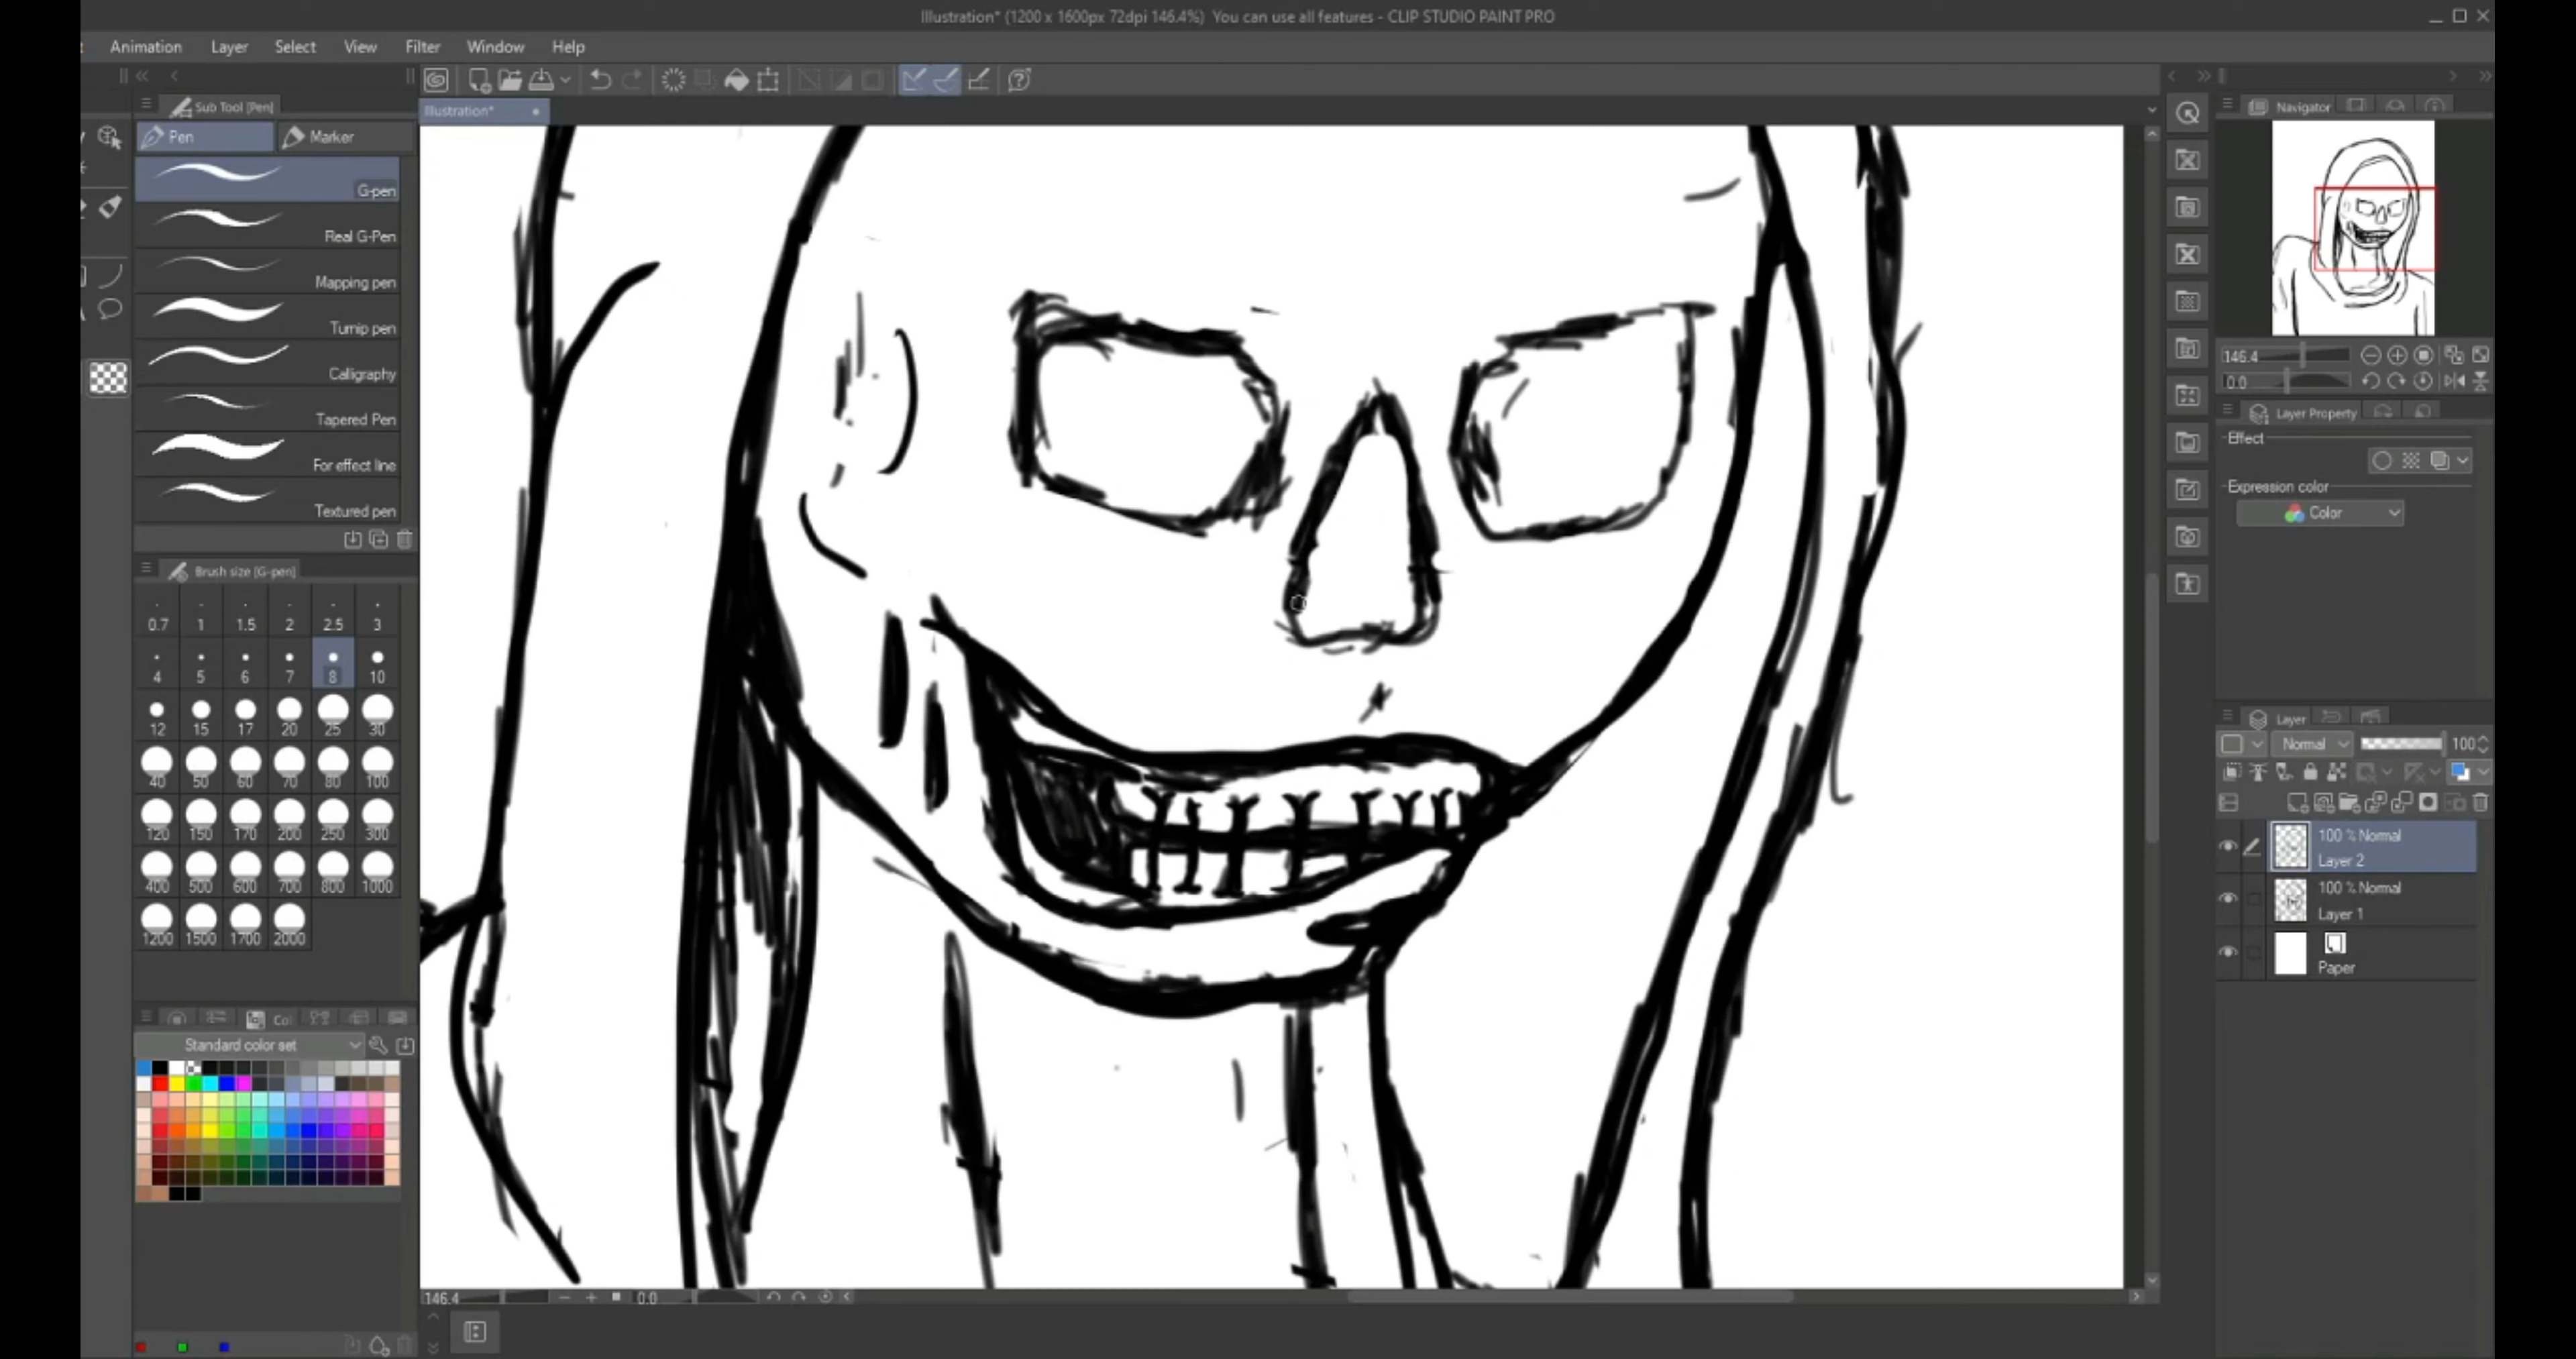 Illustration* (1200 x 1600px 72dpi 146.4%) You can use all features - CLIP STUDIO PAINT PRO
Animation Layer Select View Filter Window Help
Sub Tool [Pen]
Pen Marker
G-pen
Real G-Pen
Mapping pen
Turnip pen
Calligraphy
Tapered Pen
For effect line
Textured pen
Brush size [G-pen]
0.7 1 1.5 2 2.5 3
4 5 6 7 8 10
12 15 17 20 25 30
40 50 60 70 80 100
120 150 170 200 250 300
400 500 600 700 800 1000
1200 1500 1700 2000
Col
Standard color set
Illustration*
146.4 0.0
Navigator
146.4
0.0
Layer Property
Effect
Expression color
Color
Layer
Normal 100
100 % Normal
Layer 2
100 % Normal
Layer 1
Paper